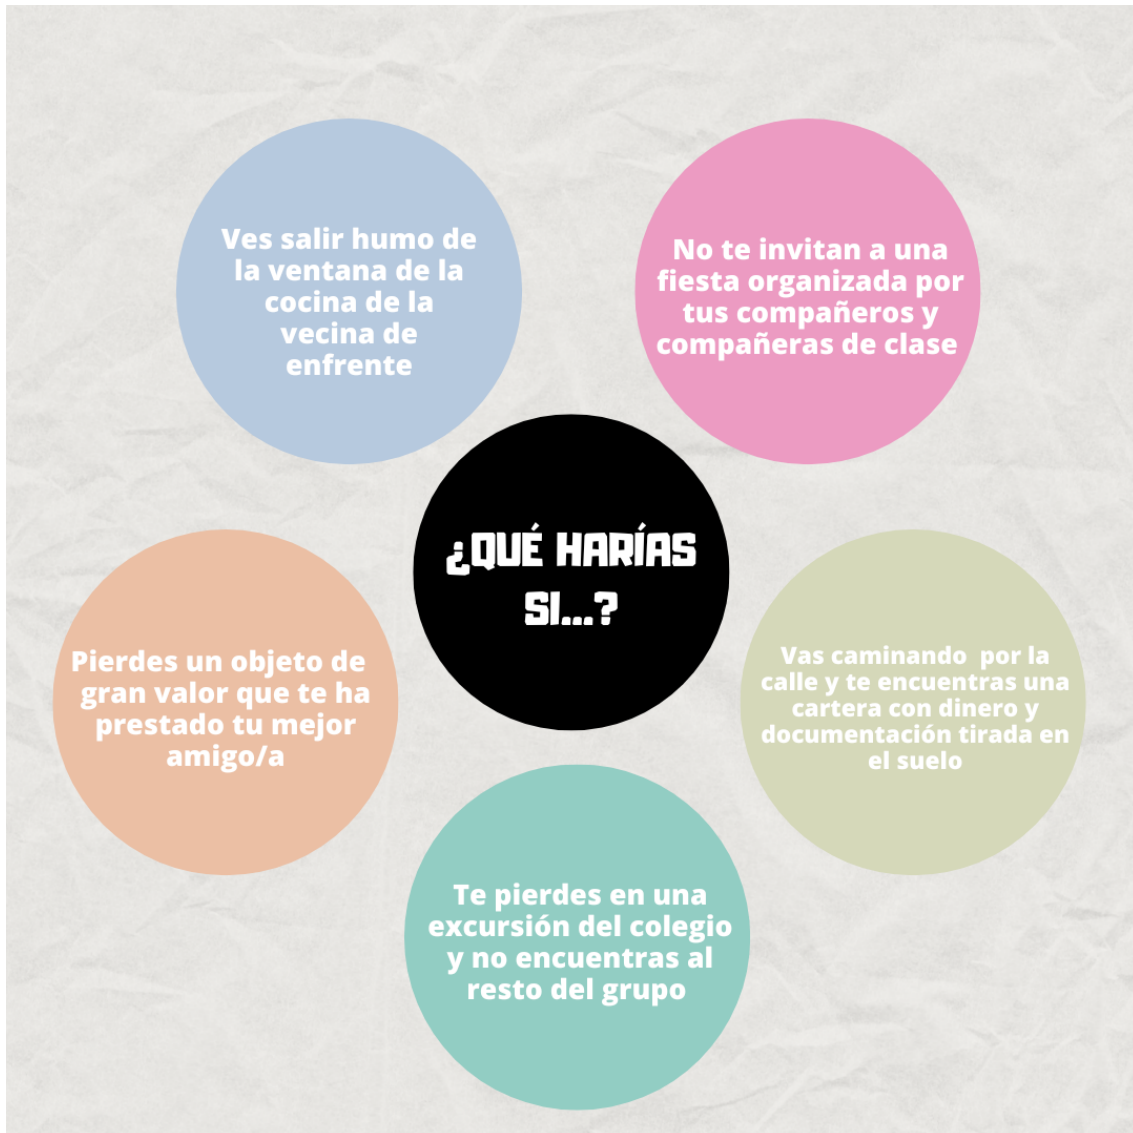 Ves salir humo de
la ventana de la
cocina de la
vecina de
enfrente
No te invitan a una
fiesta organizada por
tus compañeros y
compañeras de clase
¿QUÉ HARÍAS
SI...?
Pierdes un objeto de
gran valor que te ha
prestado tu mejor
amigo/a
Vas caminando por la
calle y te encuentras una
cartera con dinero y
documentación tirada en
el suelo
Te pierdes en una
excursión del colegio
y no encuentras al
resto del grupo